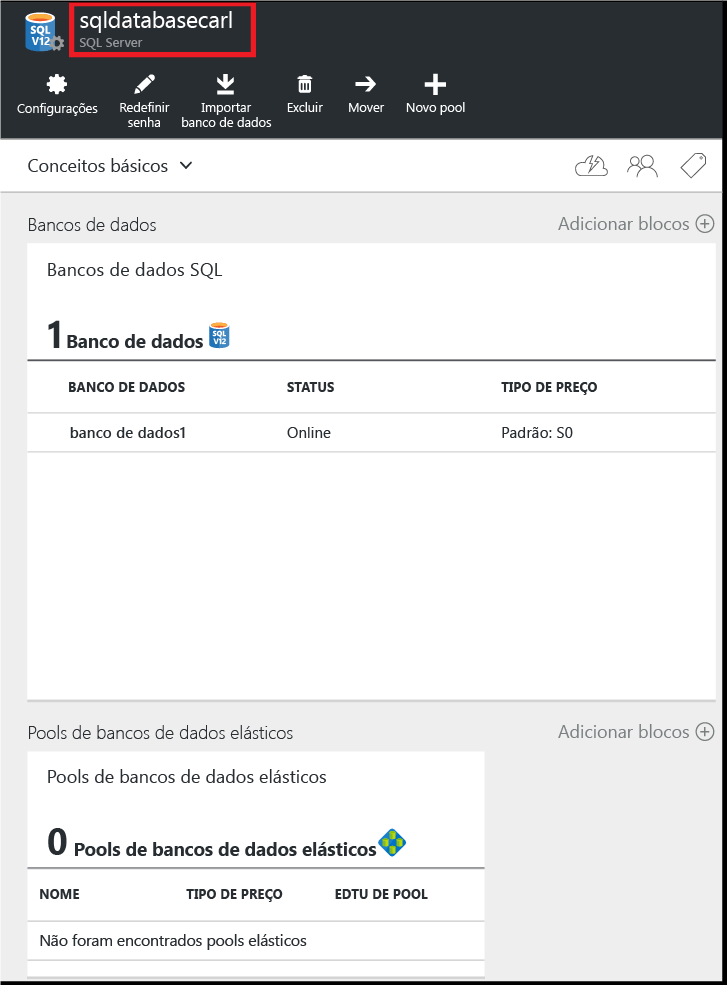 SQL
V12
sqldatabasecarl
SQL Server
Configurações
Redefinir senha
Importar banco de dados
Excluir
Mover
Novo pool
Conceitos básicos
Bancos de dados
Adicionar blocos
Bancos de dados SQL
1 Banco de dados
SQL
V12
BANCO DE DADOS STATUS TIPO DE PREÇO
banco de dados1 Online Padrão: S0
Pools de bancos de dados elásticos
Adicionar blocos
Pools de bancos de dados elásticos
0 Pools de bancos de dados elásticos
NOME TIPO DE PREÇO EDTU DE POOL
Não foram encontrados pools elásticos